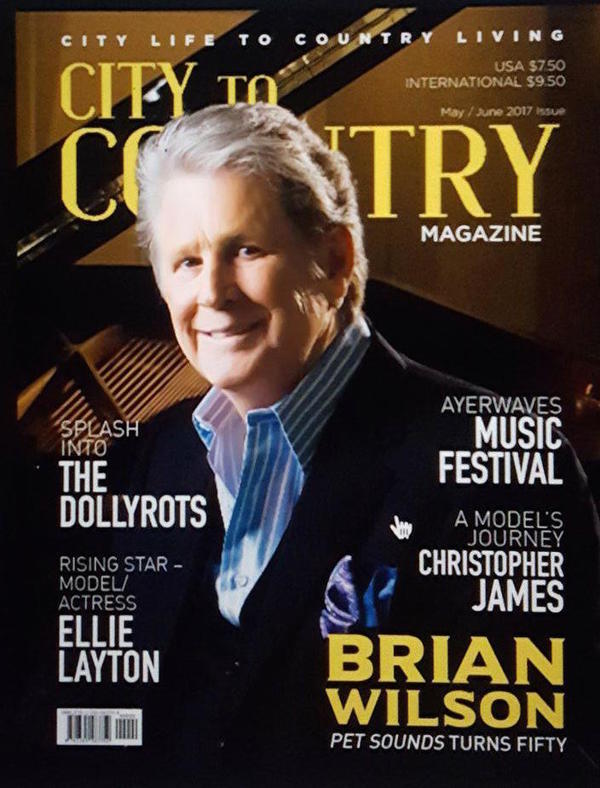 CITY LIFE TO COUNTRY LIVING
USA $7.50
INTERNATIONAL $9.50
May / June 2017 Issue
CITY TO
COUNTRY
MAGAZINE
SPLASH
INTO
THE
DOLLYROTS
RISING STAR –
MODEL/
ACTRESS
ELLIE
LAYTON
AYERWAVES
MUSIC
FESTIVAL
A MODEL'S
JOURNEY
CHRISTOPHER
JAMES
BRIAN
WILSON
PET SOUNDS TURNS FIFTY